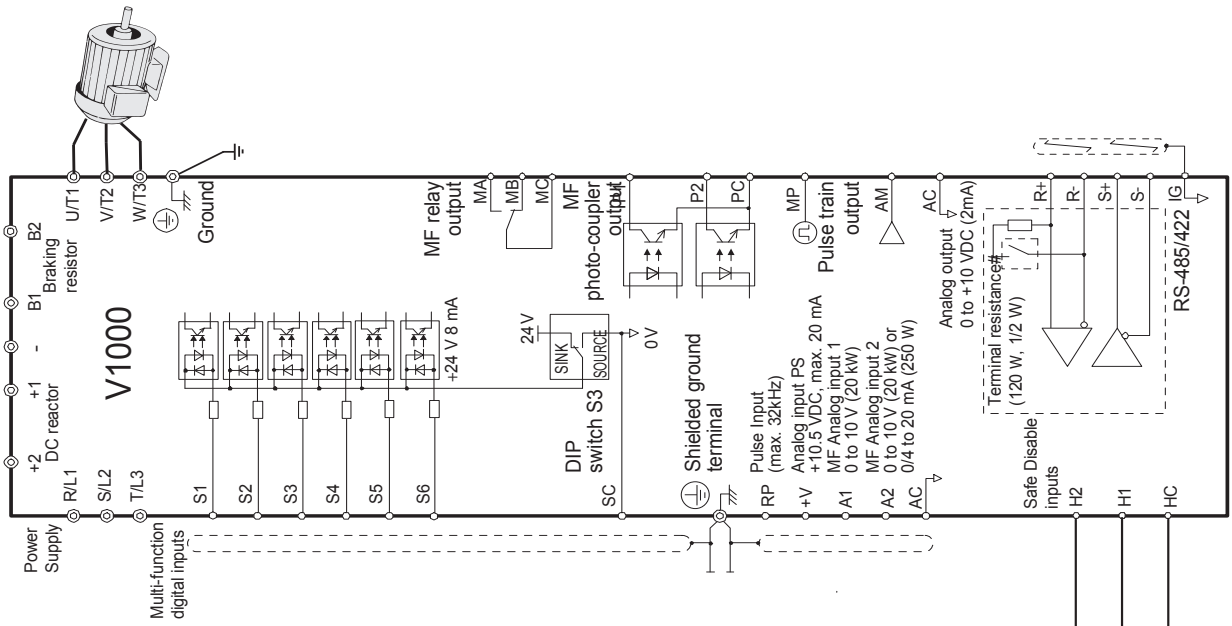 Power
Supply
R/L1
S/L2
T/L3
+2
+1
-
B1
B2
DC reactor
Braking
resistor
V1000
U/T1
V/T2
W/T3
Ground
Multi-function
digital inputs
S1
S2
S3
S4
S5
S6
+24 V 8 mA
MF relay
output
MA
MB
MC
DIP
switch S3
24 V
SINK
SOURCE
0V
SC
MF
photo-coupler
output
P2
PC
Shielded ground
terminal
RP
Pulse Input
(max. 32kHz)
+V
Analog input PS
+10.5 VDC, max. 20 mA
A1
MF Analog input 1
0 to 10 V (20 kW)
A2
MF Analog input 2
0 to 10 V (20 kW) or
0/4 to 20 mA (250 W)
AC
MP
Pulse train
output
AM
AC
Analog output
0 to +10 VDC (2mA)
Safe Disable
inputs
H2
H1
HC
Terminal resistance#
(120 W, 1/2 W)
R+
R-
S+
S-
IG
RS-485/422